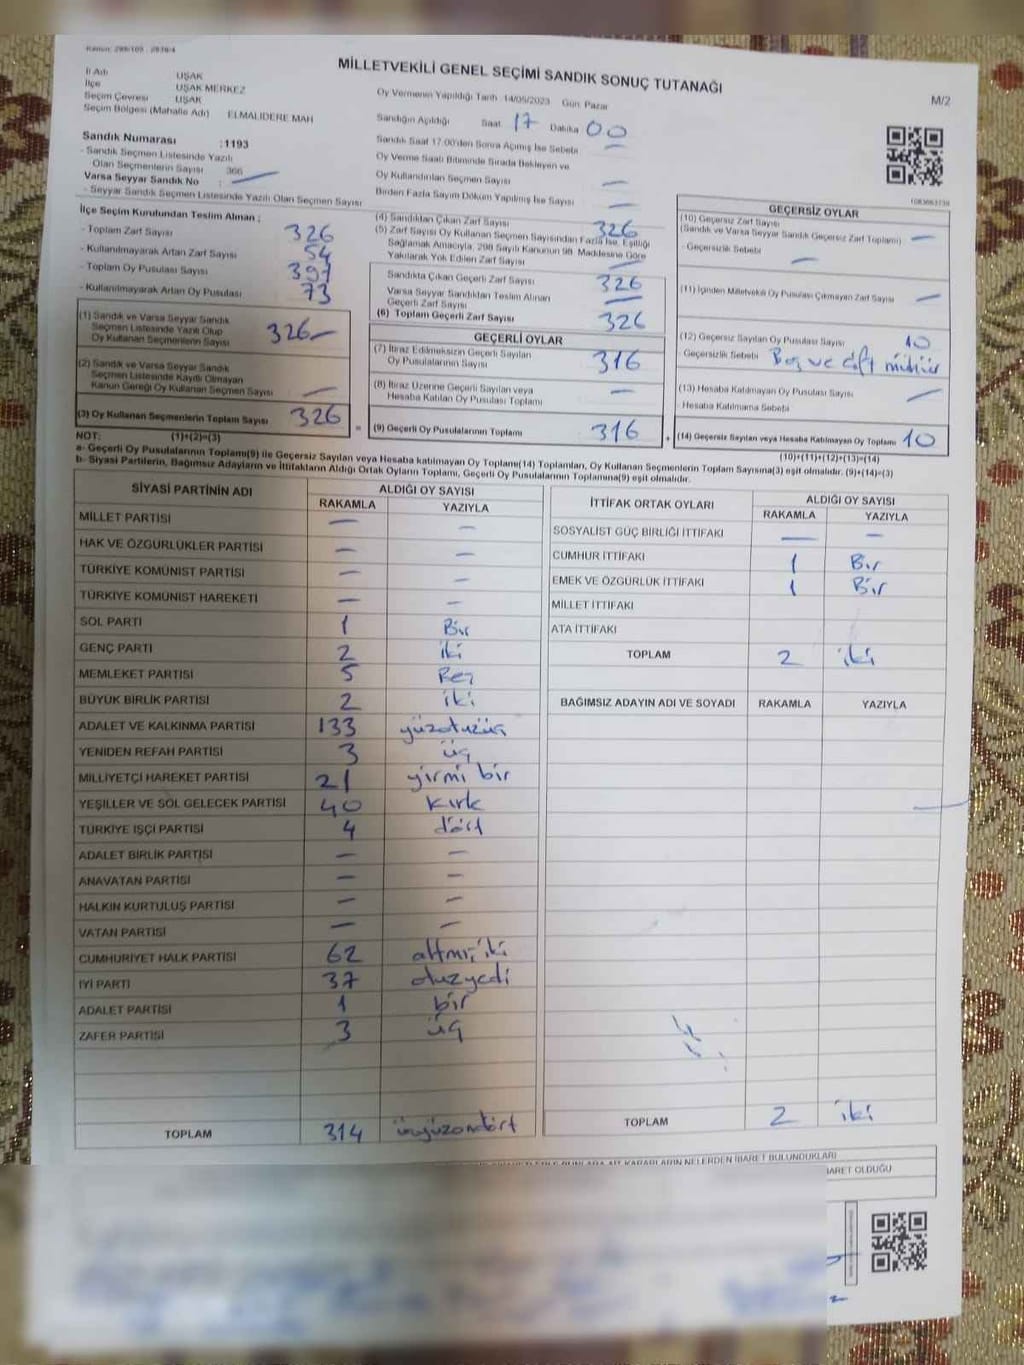 Kanun: 298/105 - 2839/4
MİLLETVEKİLİ GENEL SEÇİMİ SANDIK SONUÇ TUTANAĞI
M/2
İl Adı : UŞAK
İlçe : UŞAK MERKEZ
Seçim Çevresi : UŞAK
Seçim Bölgesi (Mahalle Adı) : ELMALIDERE MAH
Sandık Numarası : 1193
- Sandık Seçmen Listesinde Yazılı
Olan Seçmenlerin Sayısı : 366
Varsa Seyyar Sandık No : —
- Seyyar Sandık Seçmen Listesinde Yazılı Olan Seçmen Sayısı
Oy Vermenin Yapıldığı Tarih : 14/05/2023 Gün: Pazar
Sandığın Açıldığı Saat 17 Dakika 00
Sandık Saat 17.00'den Sonra Açılmış İse Sebebi —
Oy Verme Saati Bitiminde Sırada Bekleyen ve
Oy Kullandırılan Seçmen Sayısı —
Birden Fazla Sayım Döküm Yapılmış İse Sayısı —
İlçe Seçim Kurulundan Teslim Alınan :
- Toplam Zarf Sayısı 326
- Kullanılmayarak Artan Zarf Sayısı 54
- Toplam Oy Pusulası Sayısı
- Kullanılmayarak Artan Oy Pusulası 73
(1) Sandık ve Varsa Seyyar Sandık
Seçmen Listesinde Yazılı Olup
Oy Kullanan Seçmenlerin Sayısı 326 —
(2) Sandık ve Varsa Seyyar Sandık
Seçmen Listesinde Kayıtlı Olmayan
Kanun Gereği Oy Kullanan Seçmen Sayısı —
(3) Oy Kullanan Seçmenlerin Toplam Sayısı 326
(1)+(2)=(3)
(4) Sandıktan Çıkan Zarf Sayısı 326
(5) Zarf Sayısı Oy Kullanan Seçmen Sayısından Fazla İse, Eşitliği
Sağlamak Amacıyla, 298 Sayılı Kanunun 98. Maddesine Göre
Yakılarak Yok Edilen Zarf Sayısı —
Sandıkta Çıkan Geçerli Zarf Sayısı 326
Varsa Seyyar Sandıktan Teslim Alınan
Geçerli Zarf Sayısı —
(6) Toplam Geçerli Zarf Sayısı 326
GEÇERLİ OYLAR
(7) İtiraz Edilmeksizin Geçerli Sayılan
Oy Pusulalarının Sayısı 316
(8) İtiraz Üzerine Geçerli Sayılan veya
Hesaba Katılan Oy Pusulası Toplamı —
= (9) Geçerli Oy Pusulalarının Toplamı 316 +
GEÇERSİZ OYLAR
(10) Geçersiz Zarf Sayısı
(Sandık ve Varsa Seyyar Sandık Geçersiz Zarf Toplamı) —
- Geçersizlik Sebebi —
(11) İçinden Milletvekili Oy Pusulası Çıkmayan Zarf Sayısı —
(12) Geçersiz Sayılan Oy Pusulası Sayısı 10
- Geçersizlik Sebebi Boş ve çift mühür
(13) Hesaba Katılmayan Oy Pusulası Sayısı —
- Hesaba Katılmama Sebebi
(14) Geçersiz Sayılan veya Hesaba Katılmayan Oy Toplamı 10
(10)+(11)+(12)+(13)=(14)
NOT:
a- Geçerli Oy Pusulaları Toplamı(9) ile Geçersiz Sayılan veya Hesaba katılmayan Oy Toplamı(14) Toplamları, Oy Kullanan Seçmenlerin Toplam Sayısına(3) eşit olmalıdır. (9)+(14)=(3)
b- Siyasi Partilerin, Bağımsız Adayların ve İttifakların Aldığı Ortak Oyların Toplamı, Geçerli Oy Pusulalarının Toplamına(9) eşit olmalıdır.
SİYASİ PARTİNİN ADI ALDIĞI OY SAYISI
RAKAMLA YAZIYLA
MİLLET PARTİSİ — —
HAK VE ÖZGÜRLÜKLER PARTİSİ — —
TÜRKİYE KOMÜNİST PARTİSİ — —
TÜRKİYE KOMÜNİST HAREKETİ — —
SOL PARTİ 1 Bir
GENÇ PARTİ 2 iki
MEMLEKET PARTİSİ 5 Beş
BÜYÜK BİRLİK PARTİSİ 2 iki
ADALET VE KALKINMA PARTİSİ 133 yüzotuzüç
YENİDEN REFAH PARTİSİ 3 üç
MİLLİYETÇİ HAREKET PARTİSİ 21 yirmi bir
YEŞİLLER VE SOL GELECEK PARTİSİ 40 kırk
TÜRKİYE İŞÇİ PARTİSİ 4 dört
ADALET BİRLİK PARTİSİ — —
ANAVATAN PARTİSİ — —
HALKIN KURTULUŞ PARTİSİ — —
VATAN PARTİSİ — —
CUMHURİYET HALK PARTİSİ 62 altmışiki
İYİ PARTİ 37 otuzyedi
ADALET PARTİSİ 1 bir
ZAFER PARTİSİ 3 üç
TOPLAM 314 üçyüzondört
İTTİFAK ORTAK OYLARI ALDIĞI OY SAYISI
RAKAMLA YAZIYLA
SOSYALİST GÜÇ BİRLİĞİ İTTİFAKI — —
CUMHUR İTTİFAKI 1 Bir
EMEK VE ÖZGÜRLÜK İTTİFAKI 1 Bir
MİLLET İTTİFAKI
ATA İTTİFAKI
TOPLAM 2 iki
BAĞIMSIZ ADAYIN ADI VE SOYADI RAKAMLA YAZIYLA
TOPLAM 2 iki
KARARLARIN NELERDEN İBARET BULUNDUKLARI
İBARET OLDUĞU